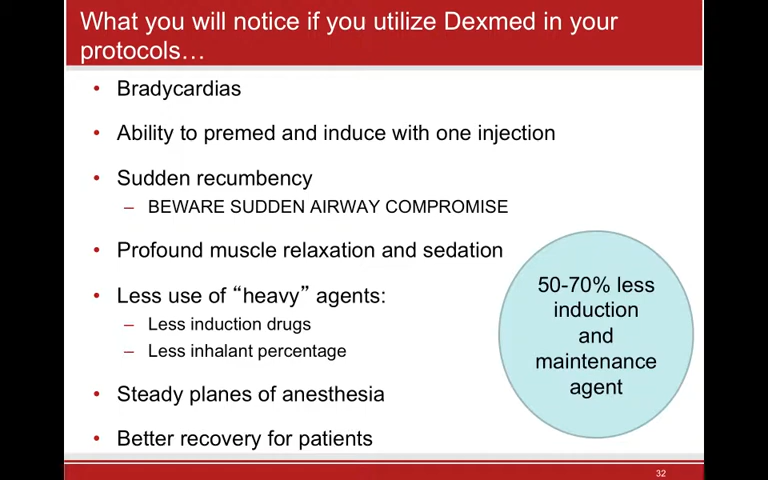 What you will notice if you utilize Dexmed in your
protocols…
• Bradycardias
• Ability to premed and induce with one injection
• Sudden recumbency
– BEWARE SUDDEN AIRWAY COMPROMISE
• Profound muscle relaxation and sedation
• Less use of “heavy” agents:
– Less induction drugs
– Less inhalant percentage
• Steady planes of anesthesia
• Better recovery for patients
50-70% less
induction
and
maintenance
agent
32